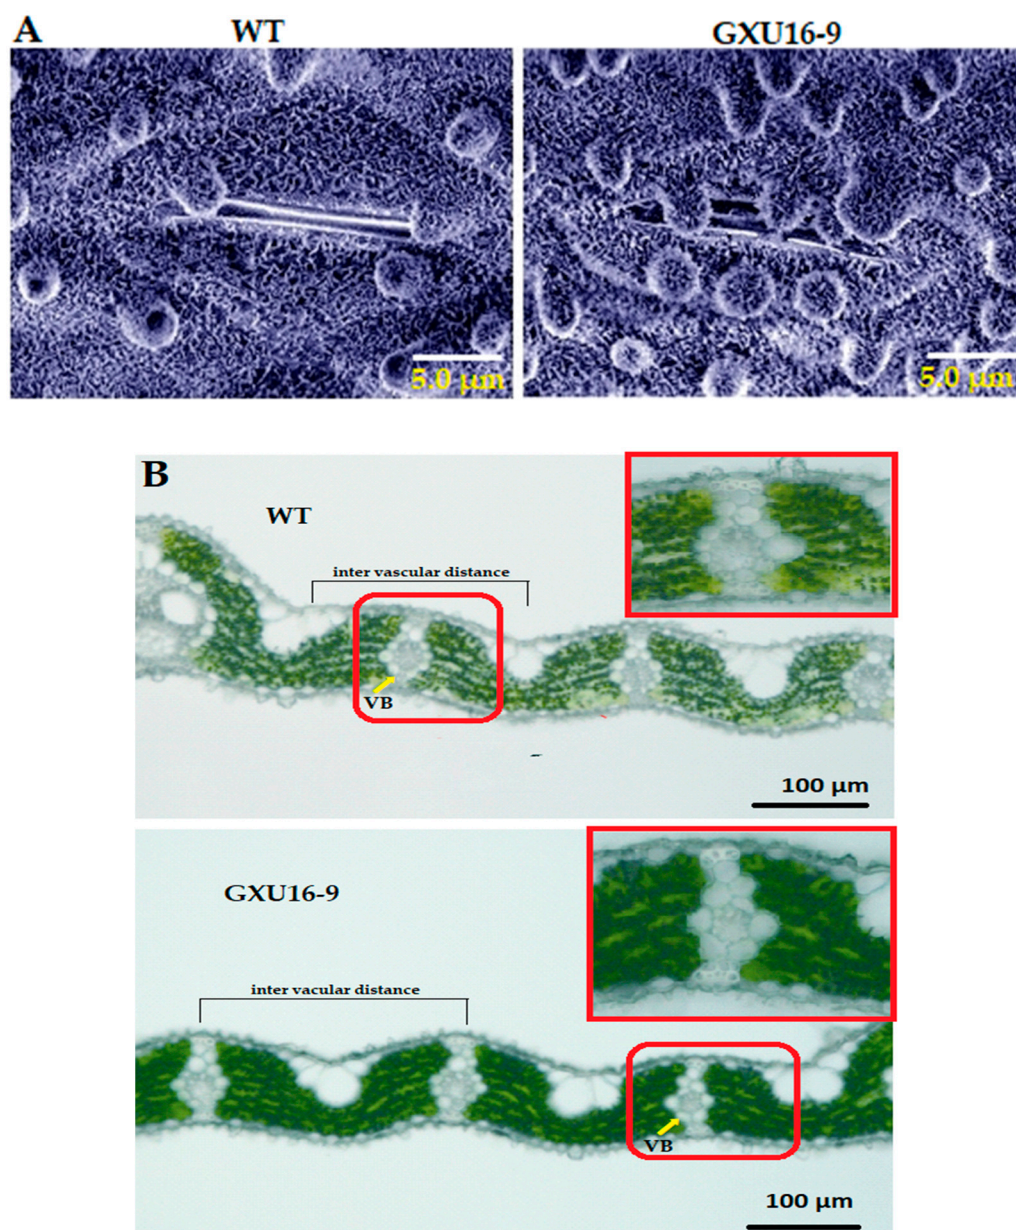 A
WT
GXU16-9
5.0 μm
5.0 μm
B
WT
inter vascular distance
VB
100 μm
GXU16-9
inter vacular distance
VB
100 μm